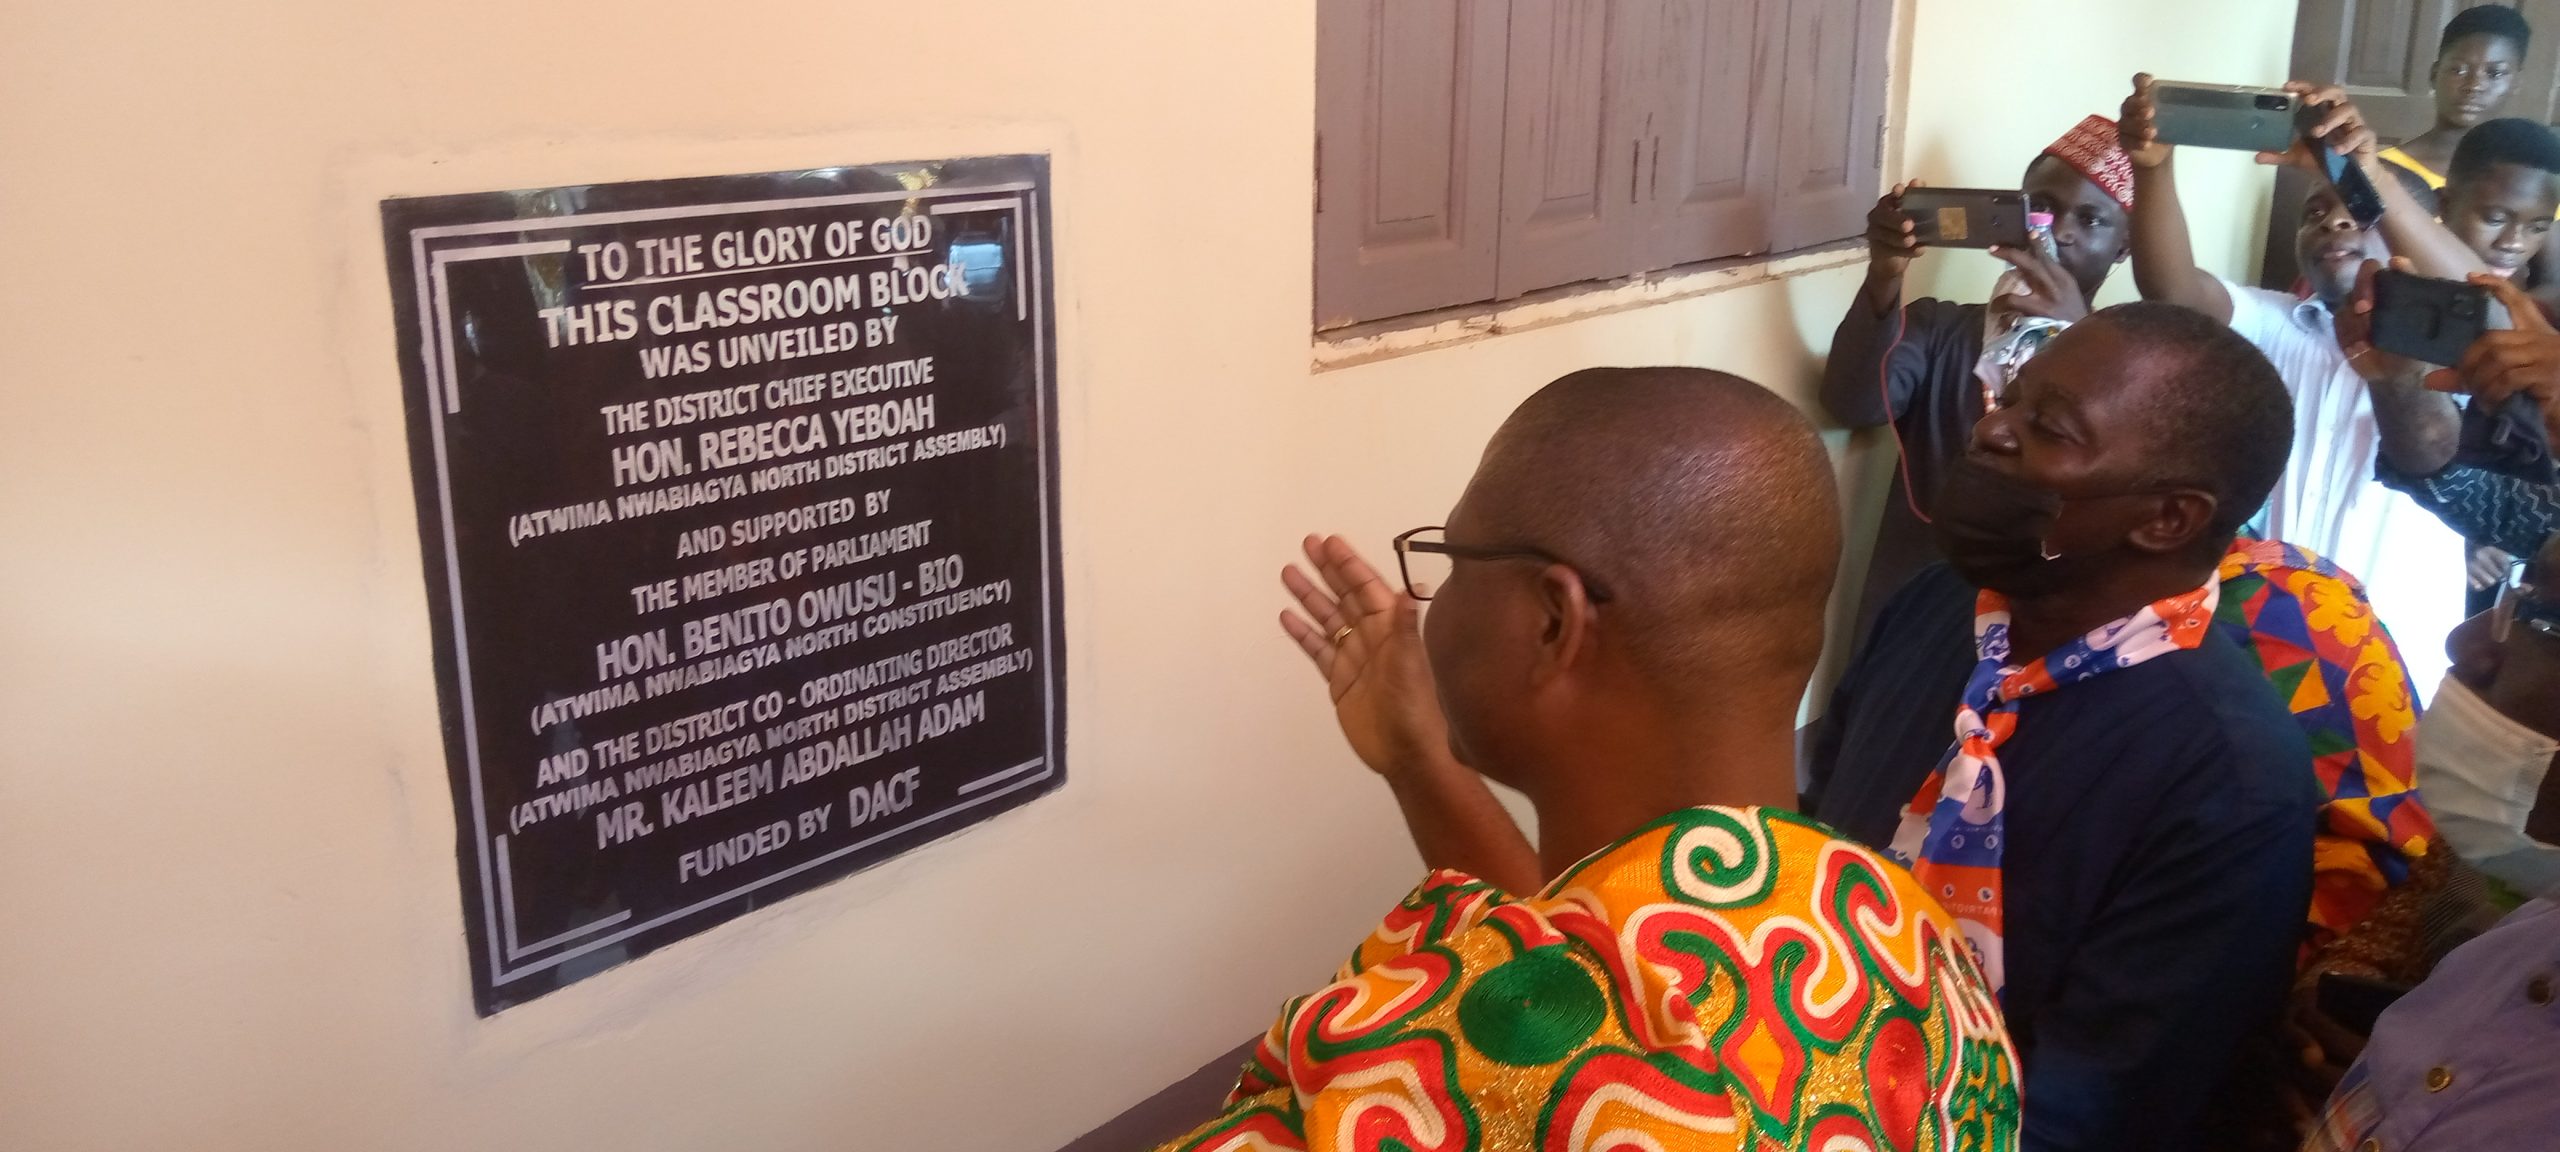 TO THE GLORY OF GOD
THIS CLASSROOM BLOCK
WAS UNVEILED BY
THE DISTRICT CHIEF EXECUTIVE
HON. REBECCA YEBOAH
(ATWIMA NWABIAGYA NORTH DISTRICT ASSEMBLY)
AND SUPPORTED BY
THE MEMBER OF PARLIAMENT
HON. BENITO OWUSU - BIO
(ATWIMA NWABIAGYA NORTH CONSTITUENCY)
AND THE DISTRICT CO - ORDINATING DIRECTOR
(ATWIMA NWABIAGYA NORTH DISTRICT ASSEMBLY)
MR. KALEEM ABDALLAH ADAM
FUNDED BY DACF